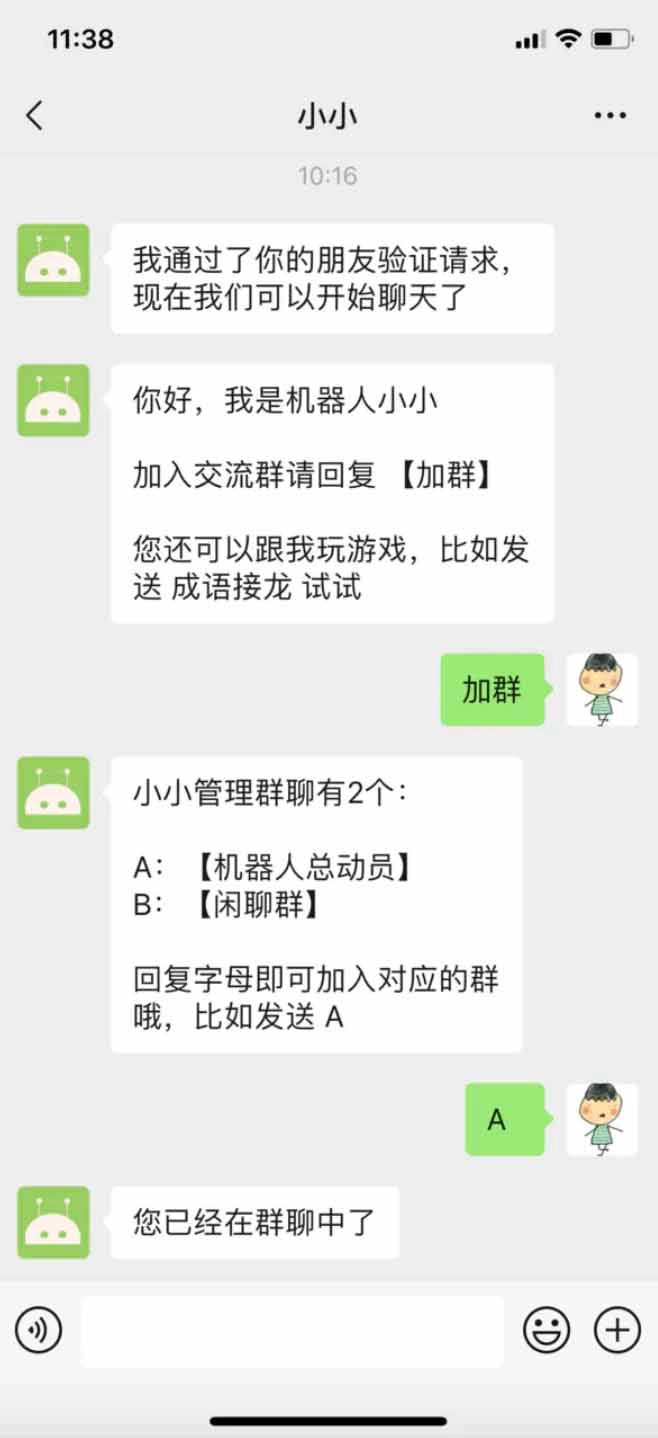 11:38
小小
10:16
我通过了你的朋友验证请求，
现在我们可以开始聊天了
你好，我是机器人小小
加入交流群请回复 【加群】
您还可以跟我玩游戏，比如发
送 成语接龙 试试
加群
小小管理群聊有2个：
A： 【机器人总动员】
B： 【闲聊群】
回复字母即可加入对应的群
哦，比如发送 A
A
您已经在群聊中了